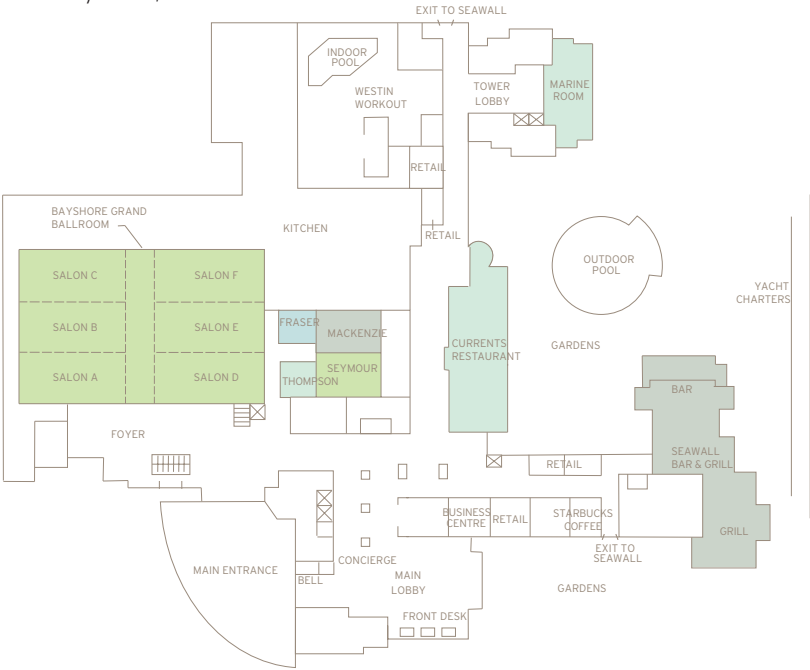 EXIT TO SEAWALL
INDOOR
POOL
WESTIN
WORKOUT
TOWER
LOBBY
MARINE
ROOM
RETAIL
BAYSHORE GRAND
BALLROOM
KITCHEN
RETAIL
SALON C
SALON F
OUTDOOR
POOL
YACHT
CHARTERS
SALON B
SALON E
FRASER
MACKENZIE
CURRENTS
RESTAURANT
GARDENS
SALON A
SALON D
THOMPSON
SEYMOUR
BAR
FOYER
RETAIL
SEAWALL
BAR & GRILL
BUSINESS
CENTRE
RETAIL
STARBUCKS
COFFEE
GRILL
EXIT TO
SEAWALL
MAIN ENTRANCE
CONCIERGE
BELL
MAIN
LOBBY
GARDENS
FRONT DESK